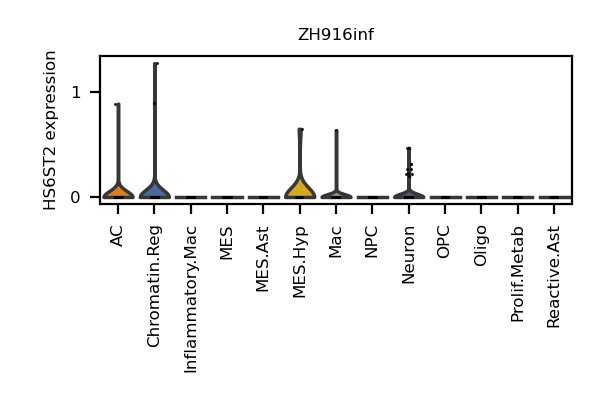 ZH916inf
HS6ST2 expression
1
0
AC
Chromatin.Reg
Inflammatory.Mac
MES
MES.Ast
MES.Hyp
Mac
NPC
Neuron
OPC
Oligo
Prolif.Metab
Reactive.Ast